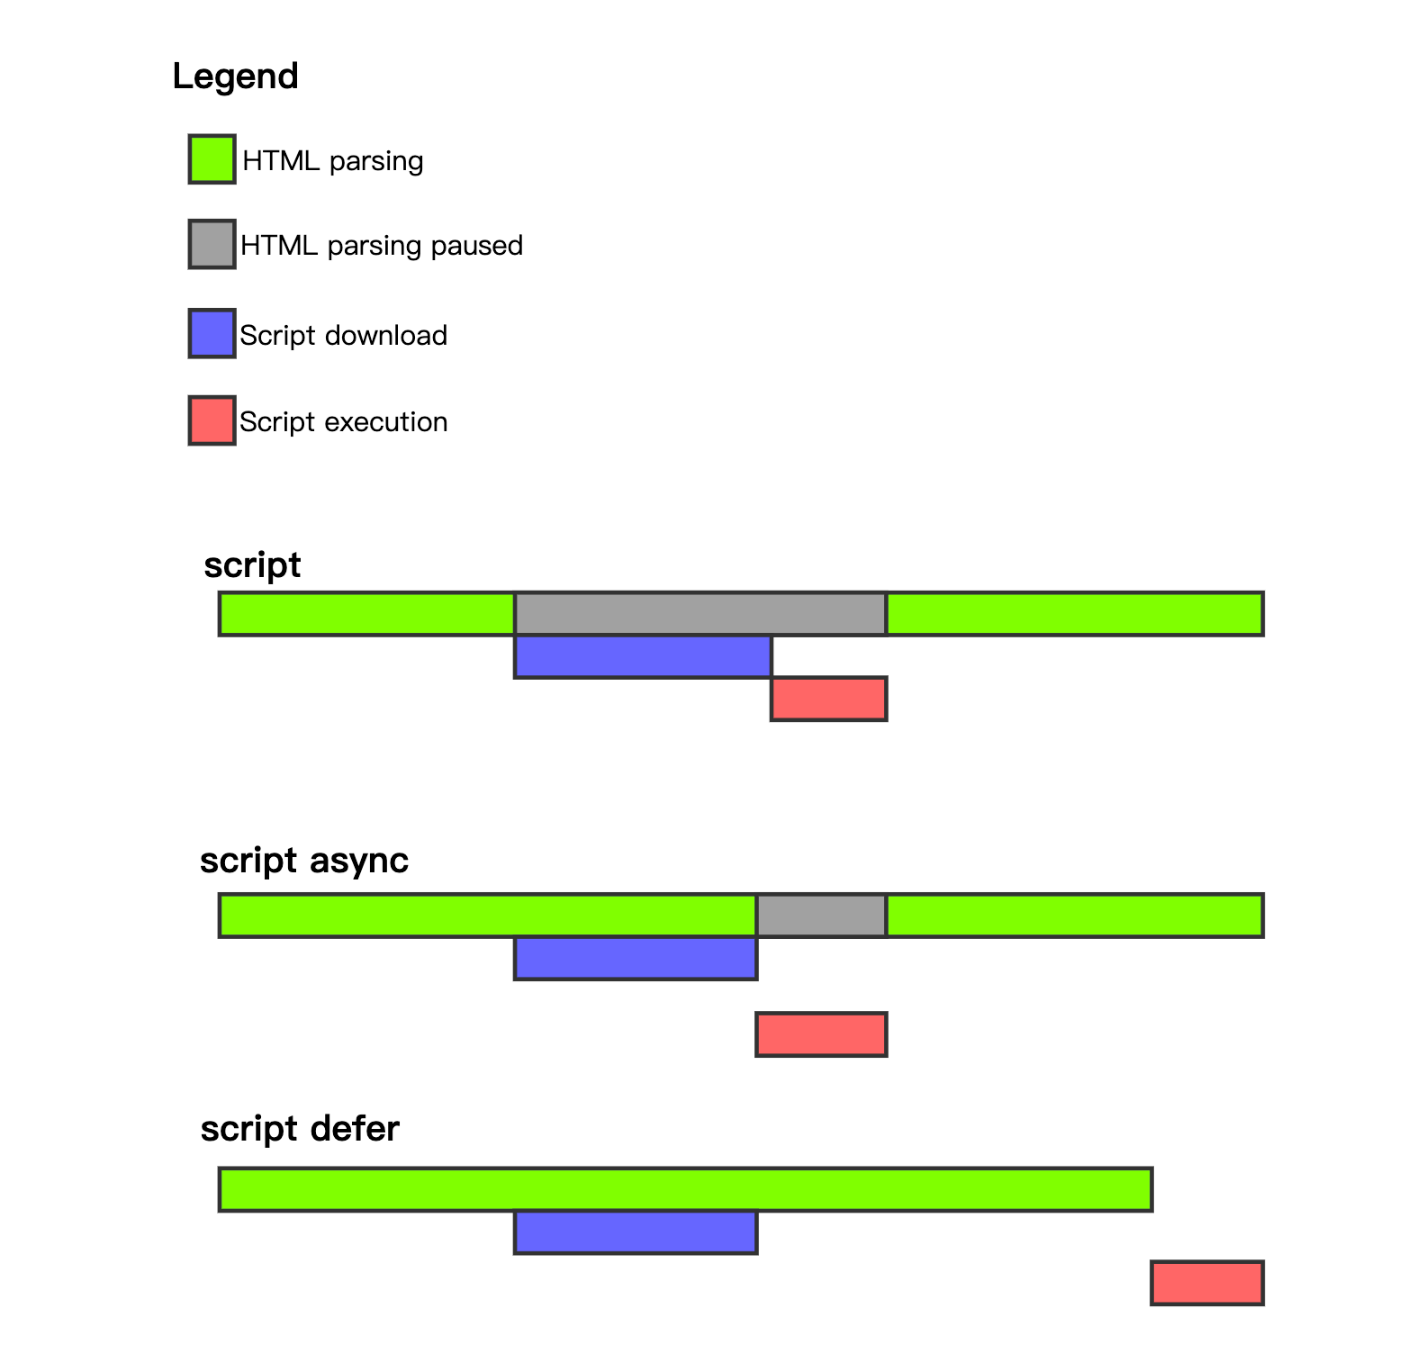 Legend
HTML parsing
HTML parsing paused
Script download
Script execution
script
script async
script defer